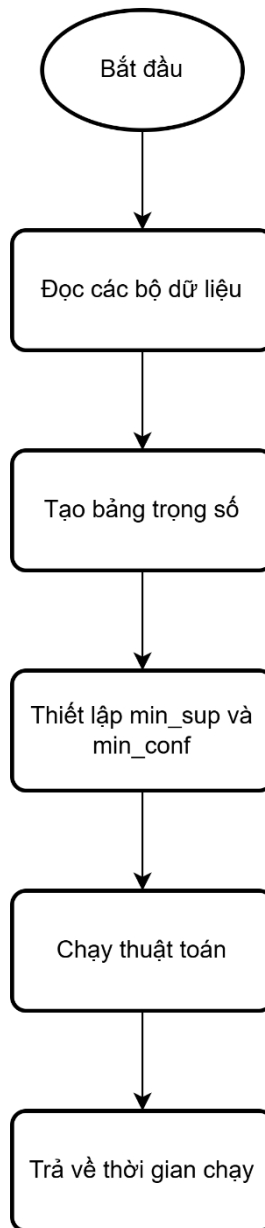 Bắt đầu
Đọc các bộ dữ liệu
Tạo bảng trọng số
Thiết lập min_sup và
min_conf
Chạy thuật toán
Trả về thời gian chạy